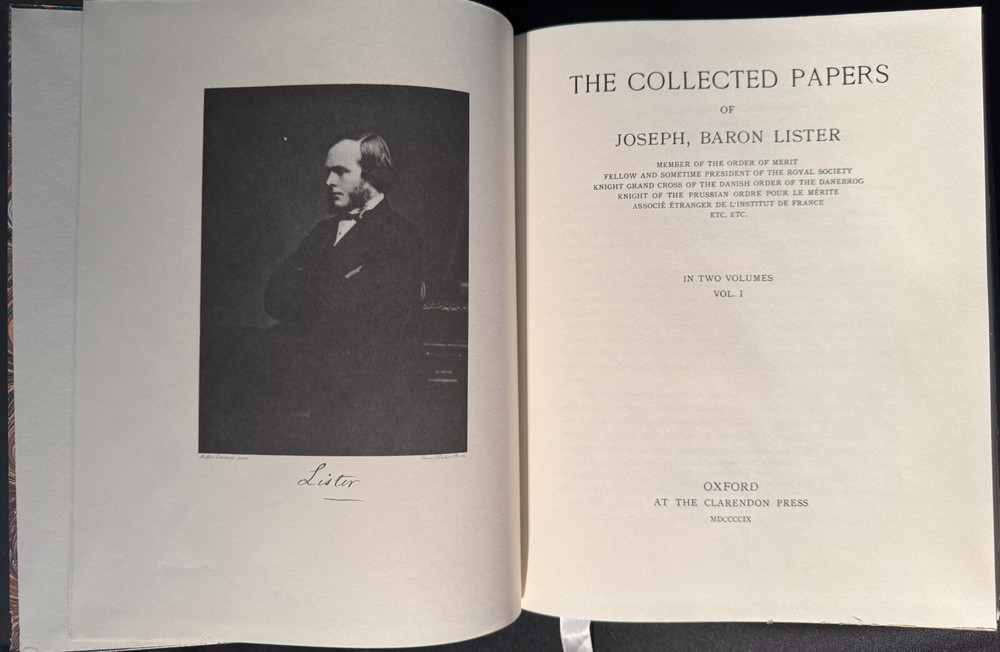 Lister
THE COLLECTED PAPERS
OF
JOSEPH, BARON LISTER
MEMBER OF THE ORDER OF MERIT
FELLOW AND SOMETIME PRESIDENT OF THE ROYAL SOCIETY
KNIGHT GRAND CROSS OF THE DANISH ORDER OF THE DANEBROG
KNIGHT OF THE PRUSSIAN ORDRE POUR LE MÉRITE
ASSOCIÉ ÉTRANGER DE L'INSTITUT DE FRANCE
ETC. ETC.
IN TWO VOLUMES
VOL. I
OXFORD
AT THE CLARENDON PRESS
MDCCCCIX